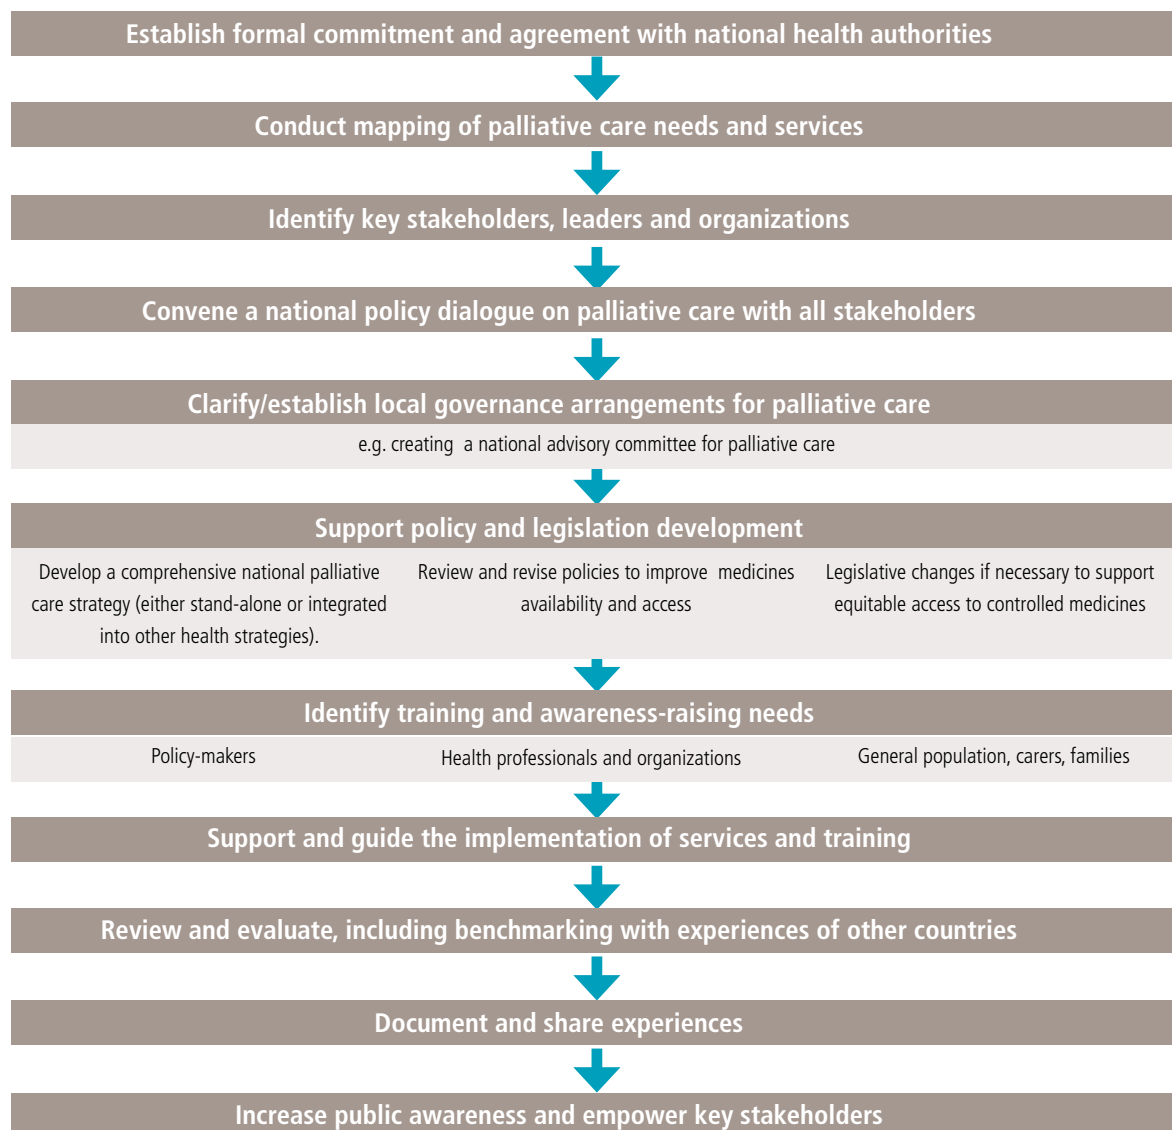 Establish formal commitment and agreement with national health authorities
Conduct mapping of palliative care needs and services
Identify key stakeholders, leaders and organizations
Convene a national policy dialogue on palliative care with all stakeholders
Clarify/establish local governance arrangements for palliative care
e.g. creating a national advisory committee for palliative care
Support policy and legislation development
Develop a comprehensive national palliative
care strategy (either stand-alone or integrated
into other health strategies).
Review and revise policies to improve medicines
availability and access
Legislative changes if necessary to support
equitable access to controlled medicines
Identify training and awareness-raising needs
Policy-makers
Health professionals and organizations
General population, carers, families
Support and guide the implementation of services and training
Review and evaluate, including benchmarking with experiences of other countries
Document and share experiences
Increase public awareness and empower key stakeholders